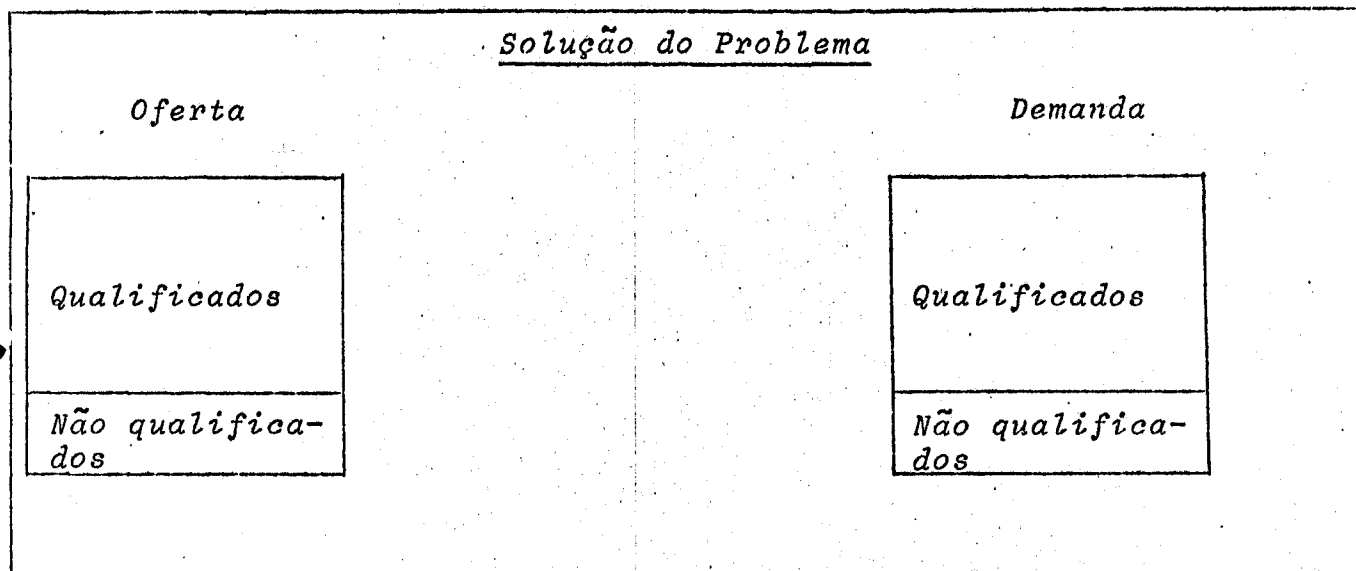 Solução do Problema
Oferta
Demanda
Qualificados
Qualificados
Não qualifica-
dos
Não qualifica-
dos